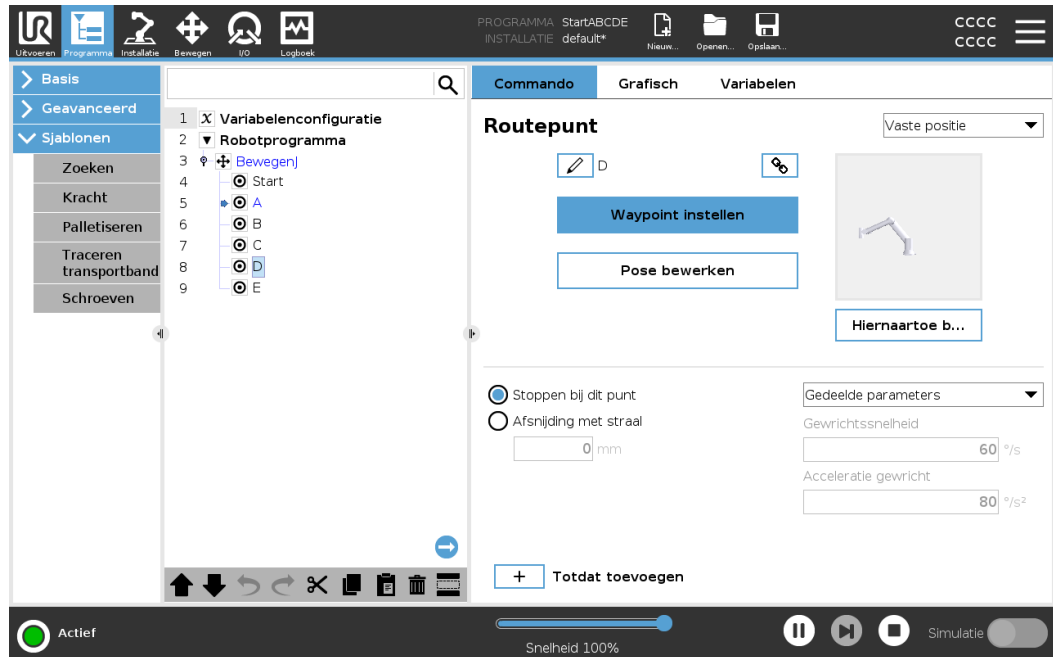 UR
PROGRAMMA StartABCDE
INSTALLATIE default*
CCCC
CCCC
Uitvoeren Programma Installatie Bewegen I/O Logboek Nieuw... Openen... Opslaan...
Basis
Geavanceerd
Sjablonen
Zoeken
Kracht
Palletiseren
Traceren
transportband
Schroeven
1 X Variabelenconfiguratie
2 Robotprogramma
3 BewegenJ
4 Start
5 A
6 B
7 C
8 D
9 E
Commando Grafisch Variabelen
Routepunt
Vaste positie
D
Waypoint instellen
Pose bewerken
Hiernaartoe b...
Stoppen bij dit punt
Afsnijding met straal
0 mm
Gedeelde parameters
Gewrichtssnelheid
60 °/s
Acceleratie gewricht
80 °/s²
+ Totdat toevoegen
Actief
Snelheid 100%
Simulatie